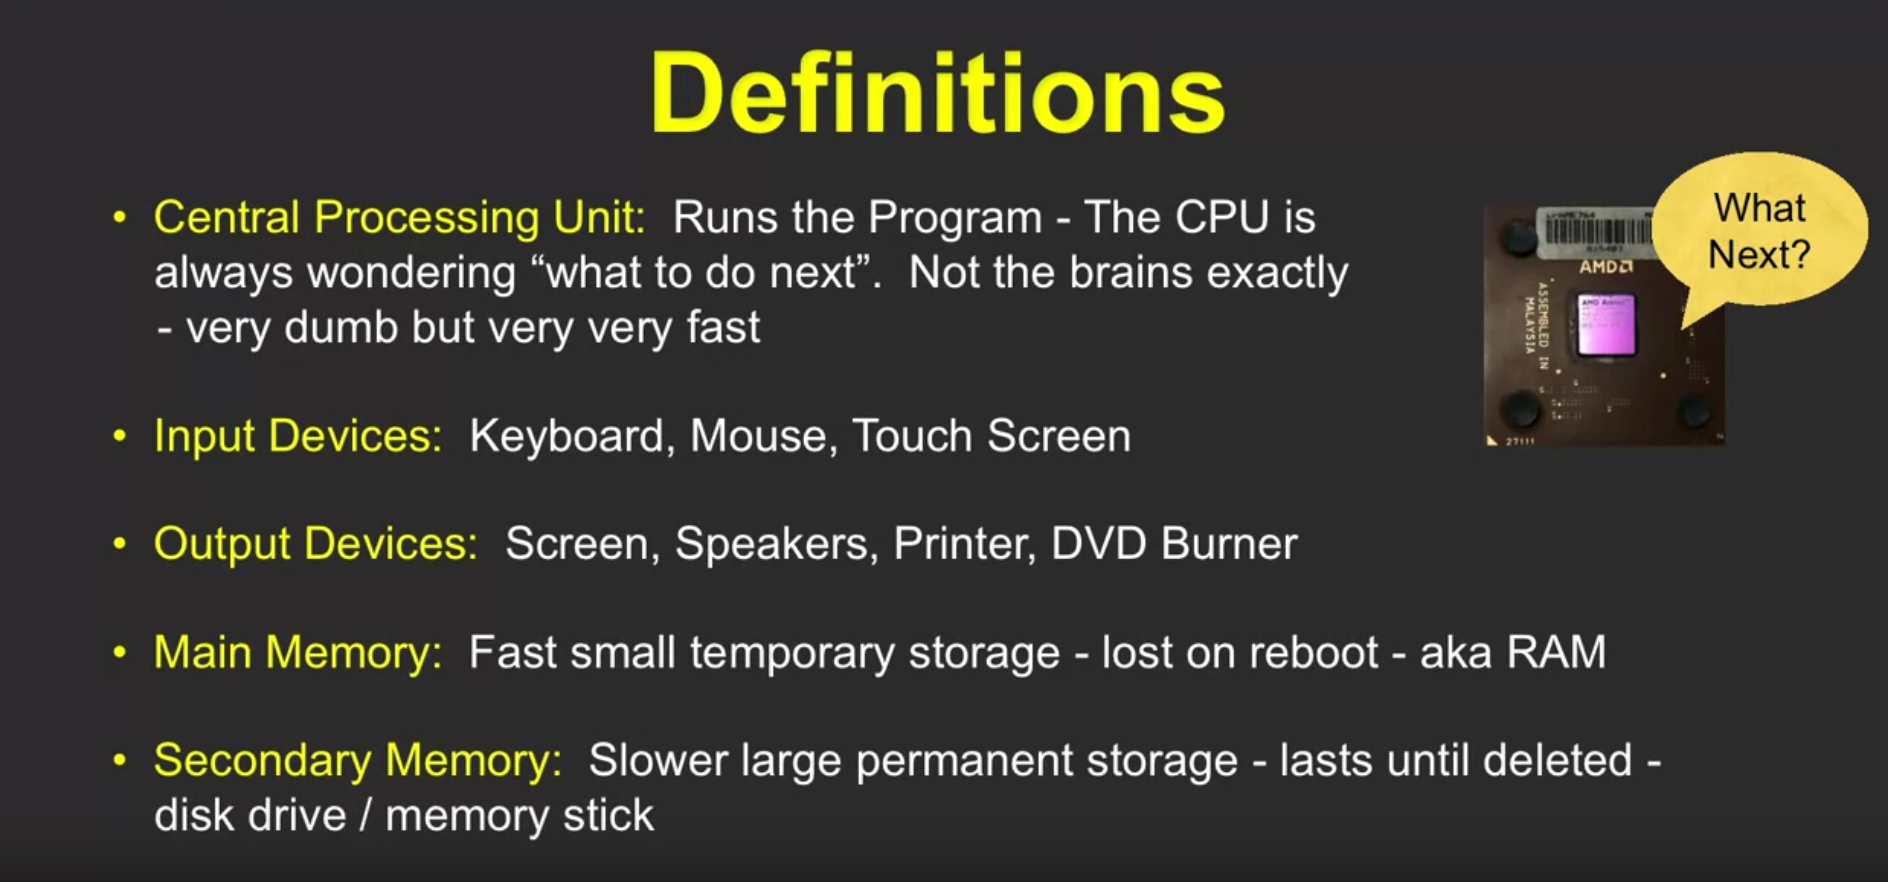 Definitions
• Central Processing Unit:  Runs the Program - The CPU is
always wondering “what to do next”.  Not the brains exactly
- very dumb but very very fast
What
Next?
AMD
ASSEMBLED IN
MALAYSIA
27111
• Input Devices:  Keyboard, Mouse, Touch Screen
• Output Devices:  Screen, Speakers, Printer, DVD Burner
• Main Memory:  Fast small temporary storage - lost on reboot - aka RAM
• Secondary Memory:  Slower large permanent storage - lasts until deleted -
disk drive / memory stick